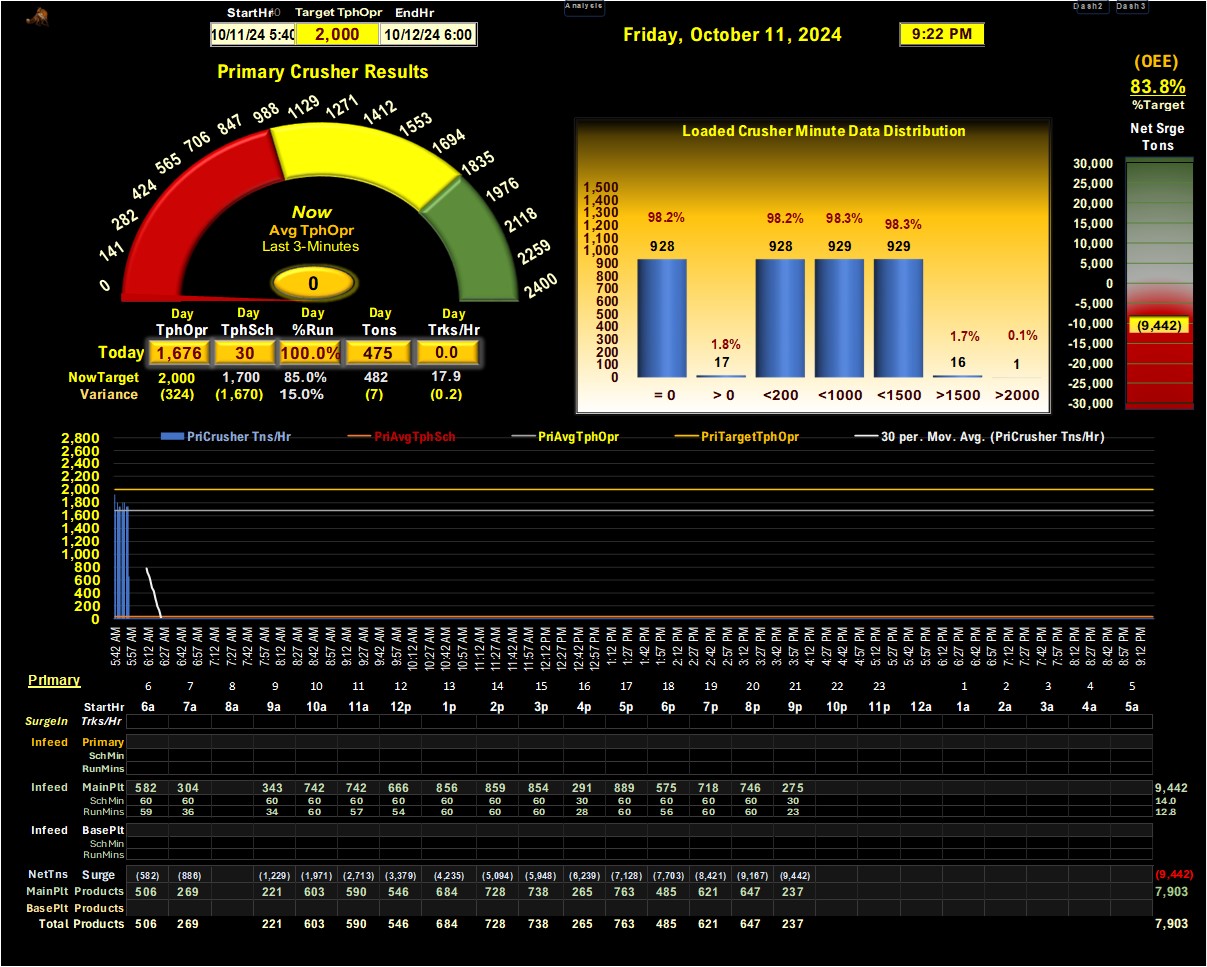 Analysis Dash2 Dash3
StartHr Target TphOpr EndHr
10/11/24 5:40 2,000 10/12/24 6:00
Friday, October 11, 2024 9:22 PM
(OEE)
83.8%
%Target
Net Srge
Tons
30,000
25,000
20,000
15,000
10,000
5,000
0
-5,000
-10,000
(9,442)
-15,000
-20,000
-25,000
-30,000
Primary Crusher Results
0
141
282
424
565
706
847
988
1129
1271
1412
1553
1694
1835
1976
2118
2259
2400
Now
Avg TphOpr
Last 3-Minutes
0
Day Day Day Day Day
TphOpr TphSch %Run Tons Trks/Hr
Today 1,676 30 100.0% 475 0.0
NowTarget 2,000 1,700 85.0% 482 17.9
Variance (324) (1,670) 15.0% (7) (0.2)
Loaded Crusher Minute Data Distribution
1,500
1,400
1,300
1,200
1,100
1,000
900
800
700
600
500
400
300
200
100
0
98.2% 1.8% 98.2% 98.3% 98.3% 1.7% 0.1%
928 17 928 929 929 16 1
= 0 > 0 <200 <1000 <1500 >1500 >2000
PriCrusher Tns/Hr PriAvgTphSch PriAvgTphOpr PriTargetTphOpr 30 per. Mov. Avg. (PriCrusher Tns/Hr)
2,800
2,600
2,400
2,200
2,000
1,800
1,600
1,400
1,200
1,000
800
600
400
200
0
5:42 AM 5:57 AM 6:12 AM 6:27 AM 6:42 AM 6:57 AM 7:12 AM 7:27 AM 7:42 AM 7:57 AM 8:12 AM 8:27 AM 8:42 AM 8:57 AM 9:12 AM 9:27 AM 9:42 AM 9:57 AM 10:12 AM 10:27 AM 10:42 AM 10:57 AM 11:12 AM 11:27 AM 11:42 AM 11:57 AM 12:12 PM 12:27 PM 12:42 PM 12:57 PM 1:12 PM 1:27 PM 1:42 PM 1:57 PM 2:12 PM 2:27 PM 2:42 PM 2:57 PM 3:12 PM 3:27 PM 3:42 PM 3:57 PM 4:12 PM 4:27 PM 4:42 PM 4:57 PM 5:12 PM 5:27 PM 5:42 PM 5:57 PM 6:12 PM 6:27 PM 6:42 PM 6:57 PM 7:12 PM 7:27 PM 7:42 PM 7:57 PM 8:12 PM 8:27 PM 8:42 PM 8:57 PM 9:12 PM
Primary
6 7 8 9 10 11 12 13 14 15 16 17 18 19 20 21 22 23 1 2 3 4 5
StartHr 6a 7a 8a 9a 10a 11a 12p 1p 2p 3p 4p 5p 6p 7p 8p 9p 10p 11p 12a 1a 2a 3a 4a 5a
SurgeIn Trks/Hr
Infeed Primary
SchMin
RunMins
Infeed MainPlt 582 304 343 742 742 666 856 859 854 291 889 575 718 746 275 9,442
SchMin 60 60 60 60 60 60 60 60 60 30 60 60 60 60 30 14.0
RunMins 59 36 34 60 57 54 60 60 60 28 60 56 60 60 23 12.8
Infeed BasePlt
SchMin
RunMins
NetTns Surge (582) (886) (1,229) (1,971) (2,713) (3,379) (4,235) (5,094) (5,948) (6,239) (7,128) (7,703) (8,421) (9,167) (9,442) (9,442)
MainPlt Products 506 269 221 603 590 546 684 728 738 265 763 485 621 647 237 7,903
BasePlt Products
Total Products 506 269 221 603 590 546 684 728 738 265 763 485 621 647 237 7,903